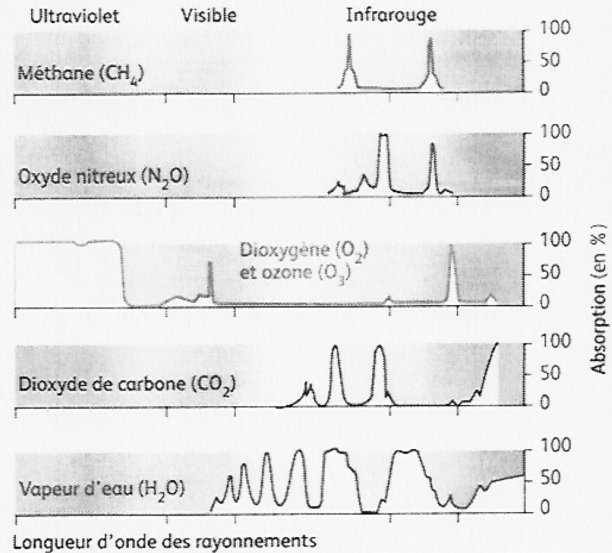 Ultraviolet Visible Infrarouge
Méthane (CH₄)
100
50
0
Oxyde nitreux (N₂O)
100
50
0
Dioxygène (O₂)
et ozone (O₃)
100
50
0
Dioxyde de carbone (CO₂)
100
50
0
Vapeur d'eau (H₂O)
100
50
0
Absorption (en %)
Longueur d'onde des rayonnements